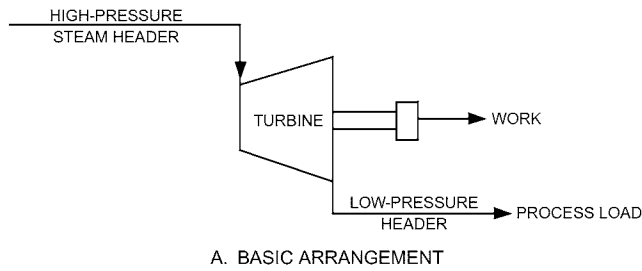 HIGH-PRESSURE
STEAM HEADER
TURBINE
WORK
LOW-PRESSURE
HEADER
PROCESS LOAD
A. BASIC ARRANGEMENT